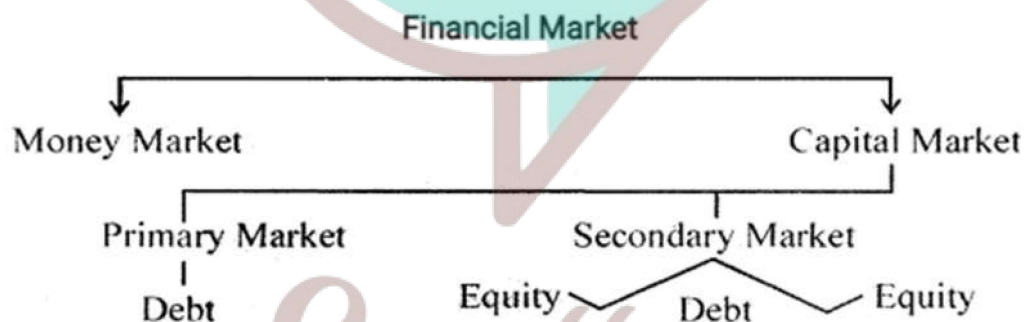 Financial Market
Money Market Capital Market
Primary Market Secondary Market
Debt Equity Debt Equity